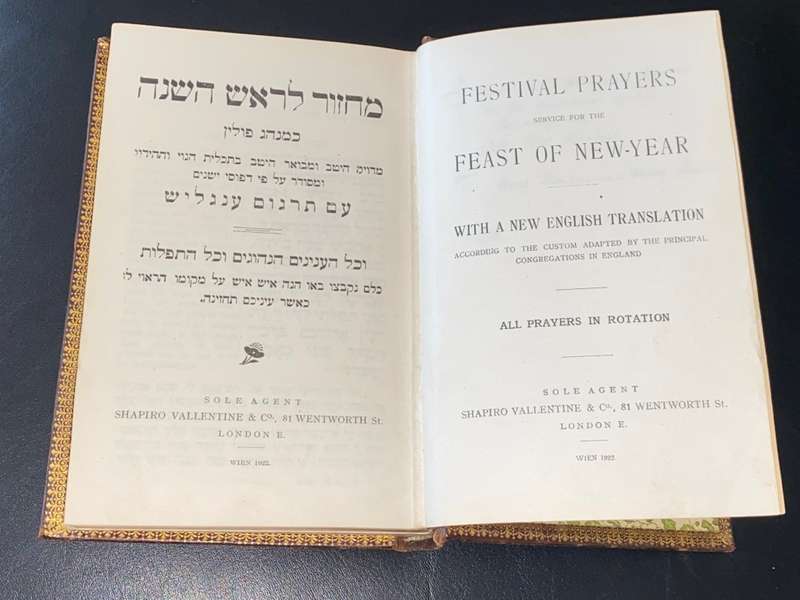 מחזור לראש השנה
כמנהג פולין
מדויק היטב ומבואר היטב בתכלית הגוי וההידור
ומסודר על פי דפוסי ישנים
עם תרגום ענגליש
וכל הענינים הנהוגים וכל התפלות
כלם נקבצו באו הנה איש איש על מקומו הראוי לו
כאשר עיניכם תחזינה.
SOLE AGENT
SHAPIRO VALLENTINE & Co., 81 WENTWORTH St.
LONDON E.
WIEN 1922.
FESTIVAL PRAYERS
SERVICE FOR THE
FEAST OF NEW-YEAR
WITH A NEW ENGLISH TRANSLATION
ACCORDING TO THE CUSTOM ADAPTED BY THE PRINCIPAL
CONGREGATIONS IN ENGLAND
ALL PRAYERS IN ROTATION
SOLE AGENT
SHAPIRO VALLENTINE & Co., 81 WENTWORTH St.
LONDON E.
WIEN 1922.